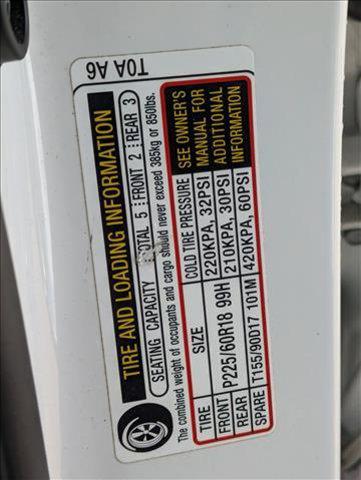 T0A A6
TIRE AND LOADING INFORMATION
SEATING CAPACITY TOTAL 5 FRONT 2 REAR 3
The combined weight of occupants and cargo should never exceed 385kg or 850lbs.
TIRE SIZE COLD TIRE PRESSURE SEE OWNER'S
FRONT P225/60R18 99H 220KPA, 32PSI MANUAL FOR
REAR 210KPA, 30PSI ADDITIONAL
SPARE T155/90D17 101M 420KPA, 60PSI INFORMATION